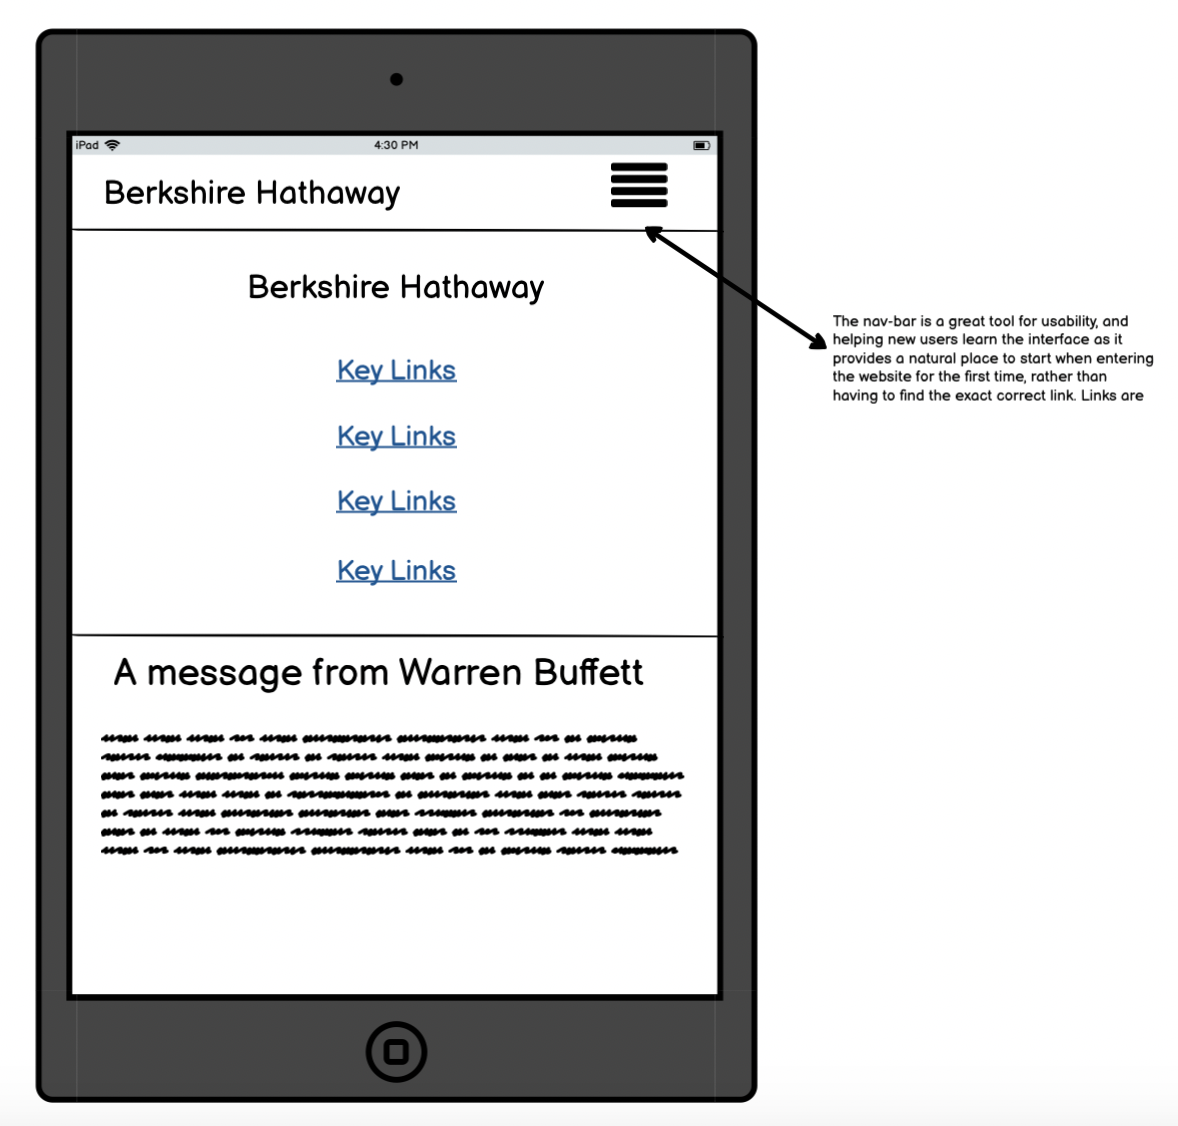 iPad 4:30 PM
Berkshire Hathaway
Berkshire Hathaway
Key Links
Key Links
Key Links
Key Links
A message from Warren Buffett
The nav-bar is a great tool for usability, and
helping new users learn the interface as it
provides a natural place to start when entering
the website for the first time, rather than
having to find the exact correct link. Links are